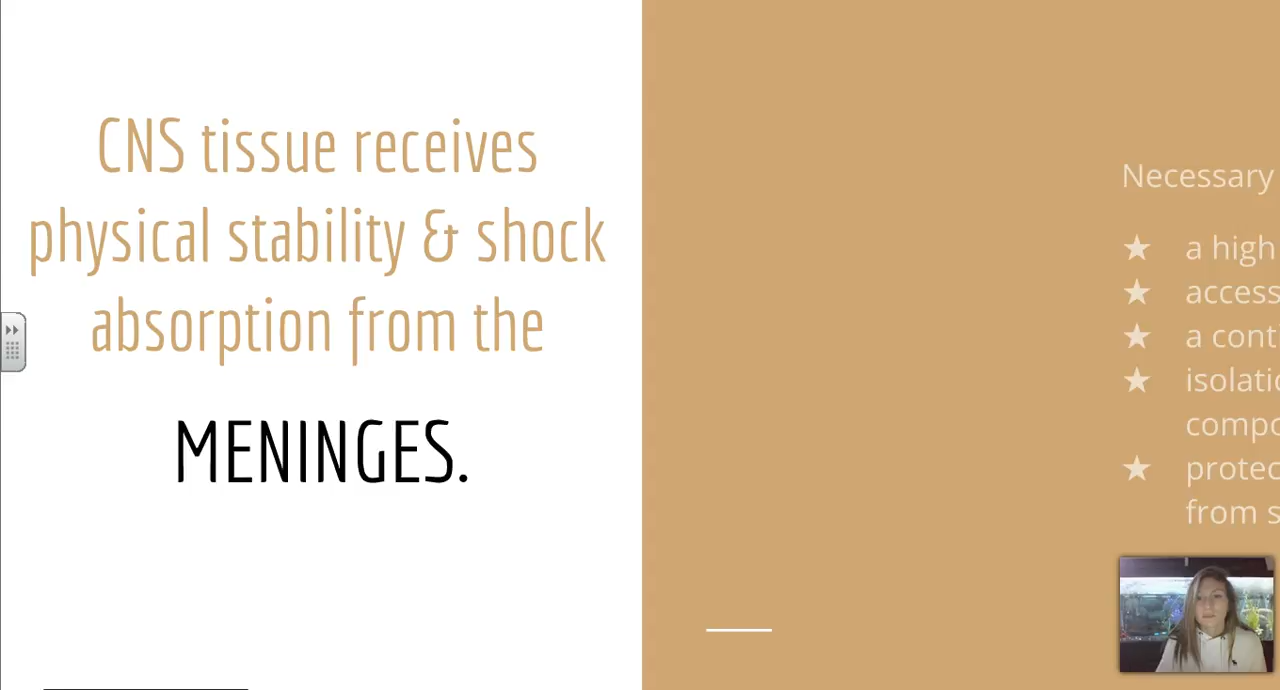 CNS tissue receives
physical stability & shock
absorption from the
MENINGES.
Necessary
★ a high
★ access
★ a cont
★ isolatio
compo
★ protec
from s